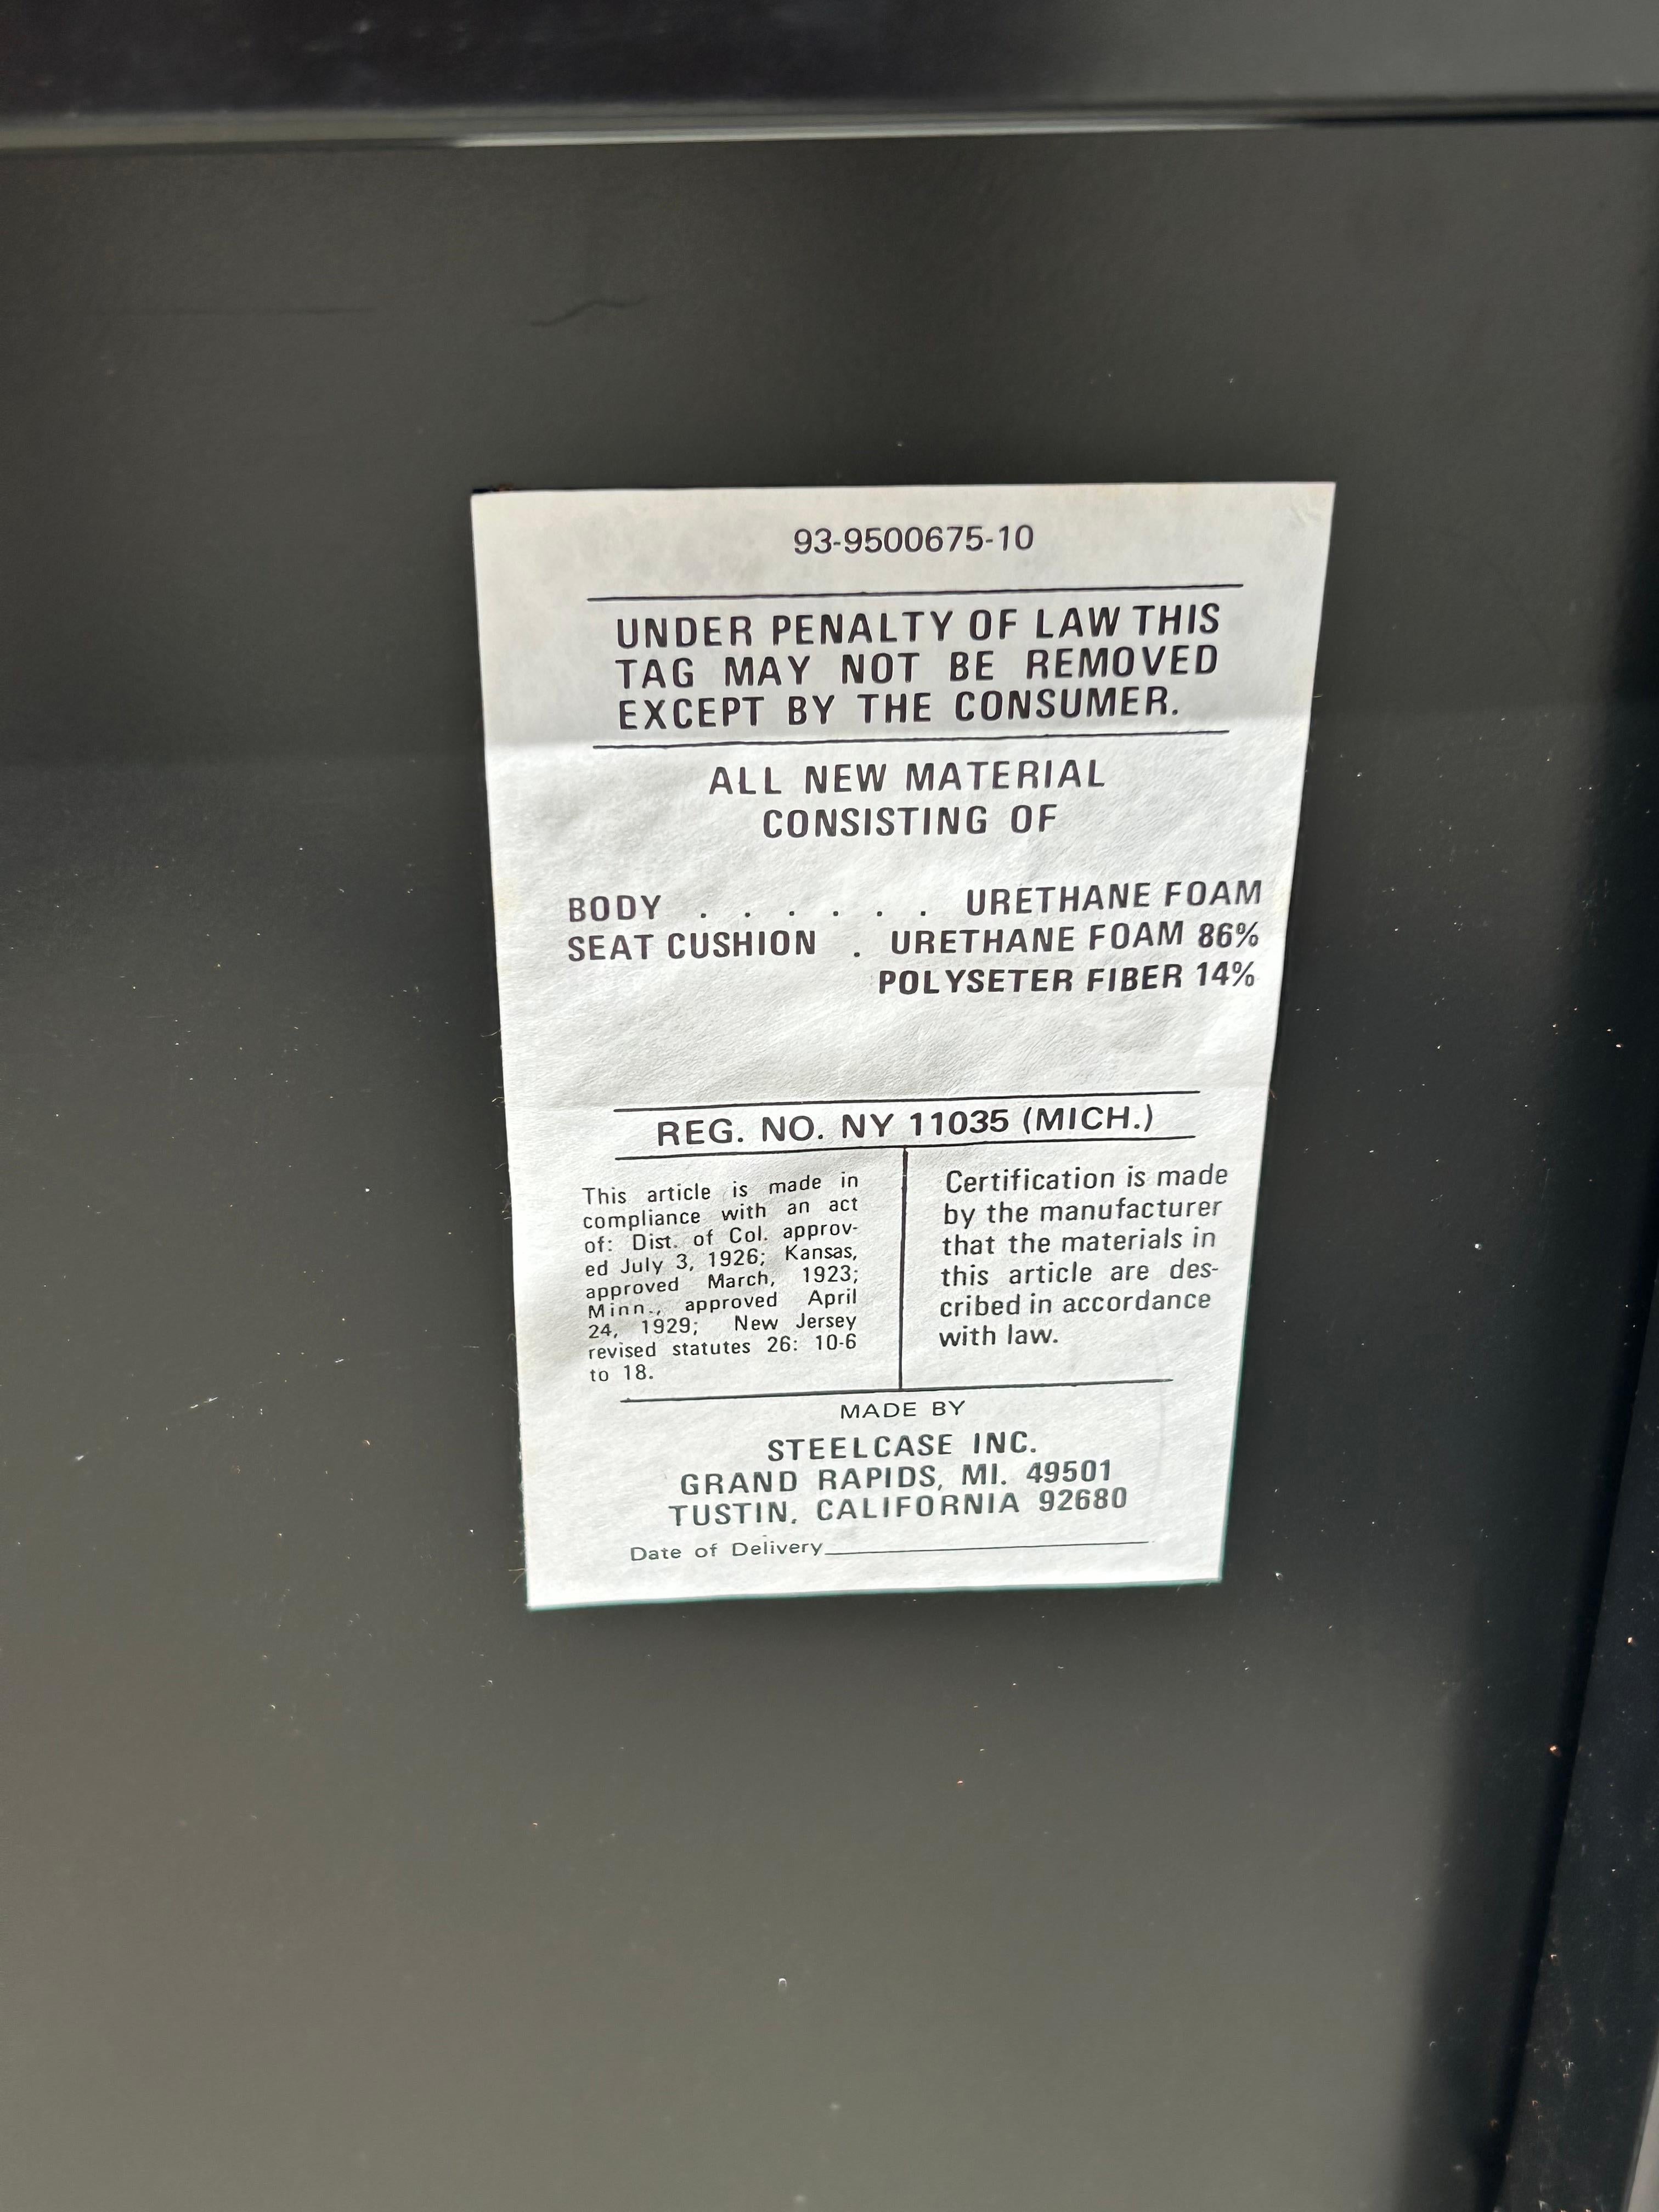 93-9500675-10
UNDER PENALTY OF LAW THIS
TAG MAY NOT BE REMOVED
EXCEPT BY THE CONSUMER.
ALL NEW MATERIAL
CONSISTING OF
BODY . . . . . . URETHANE FOAM
SEAT CUSHION . URETHANE FOAM 86%
POLYSETER FIBER 14%
REG. NO. NY 11035 (MICH.)
This article is made in
compliance with an act
of: Dist. of Col. approv-
ed July 3, 1926; Kansas,
approved March, 1923;
Minn., approved April
24, 1929; New Jersey
revised statutes 26: 10-6
to 18.
Certification is made
by the manufacturer
that the materials in
this article are des-
cribed in accordance
with law.
MADE BY
STEELCASE INC.
GRAND RAPIDS, MI. 49501
TUSTIN, CALIFORNIA 92680
Date of Delivery